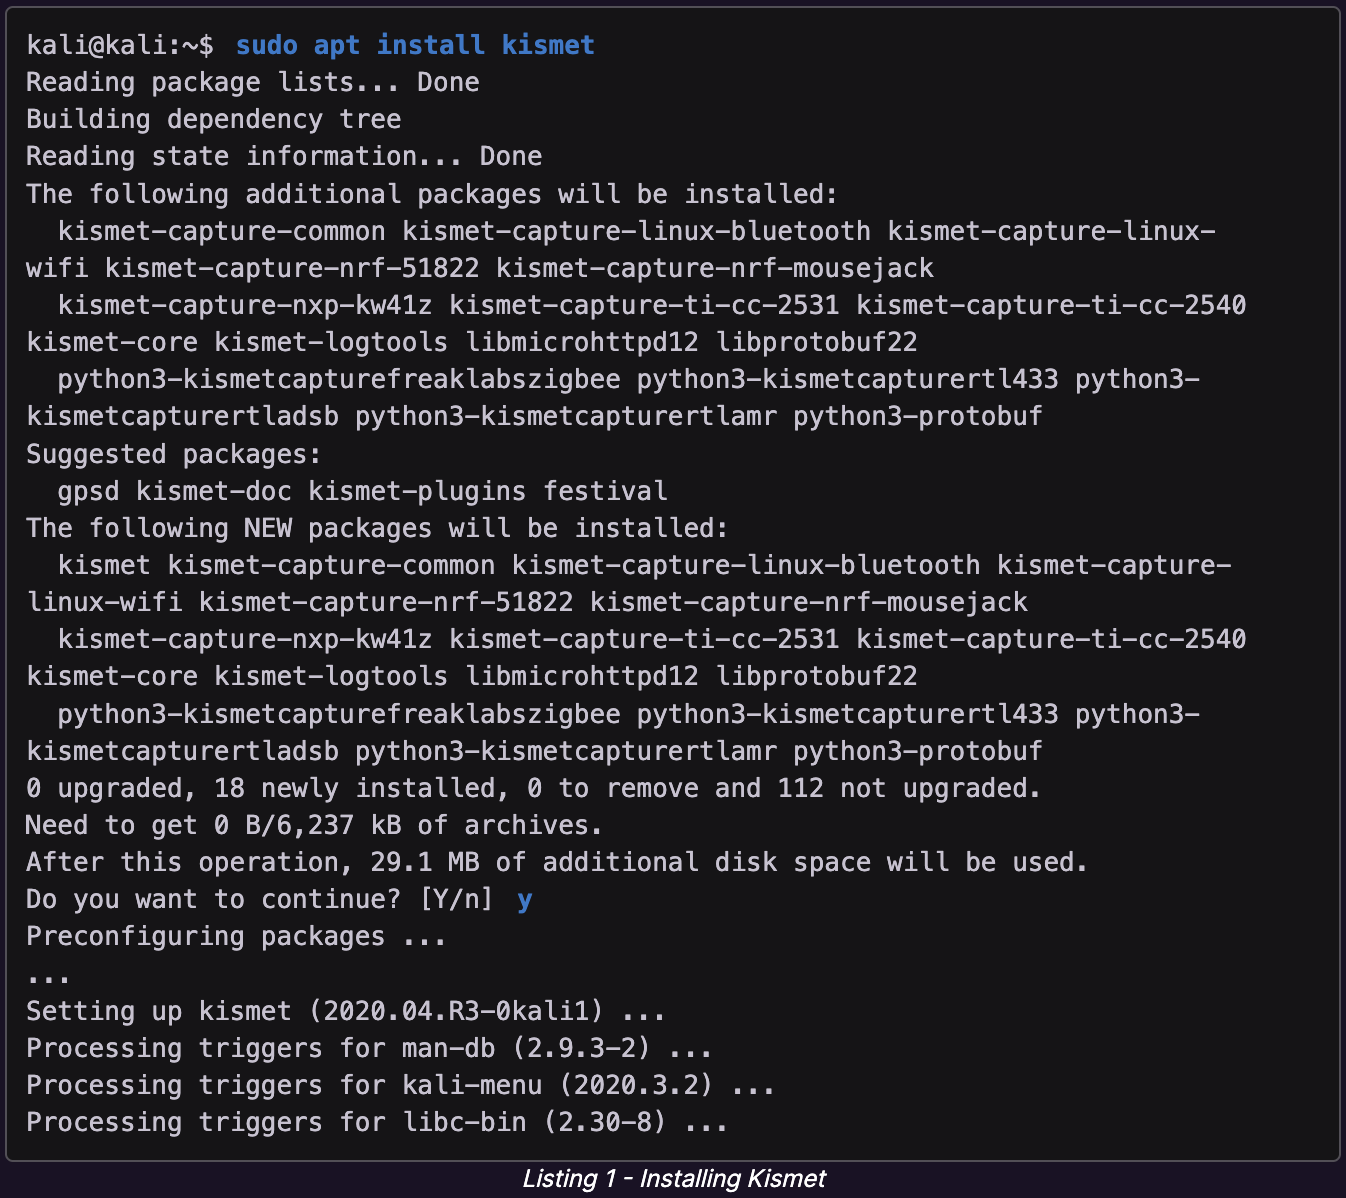 kali@kali:~$ sudo apt install kismet
Reading package lists... Done
Building dependency tree
Reading state information... Done
The following additional packages will be installed:
  kismet-capture-common kismet-capture-linux-bluetooth kismet-capture-linux-
wifi kismet-capture-nrf-51822 kismet-capture-nrf-mousejack
  kismet-capture-nxp-kw41z kismet-capture-ti-cc-2531 kismet-capture-ti-cc-2540
kismet-core kismet-logtools libmicrohttpd12 libprotobuf22
  python3-kismetcapturefreaklabszigbee python3-kismetcapturertl433 python3-
kismetcapturertladsb python3-kismetcapturertlamr python3-protobuf
Suggested packages:
  gpsd kismet-doc kismet-plugins festival
The following NEW packages will be installed:
  kismet kismet-capture-common kismet-capture-linux-bluetooth kismet-capture-
linux-wifi kismet-capture-nrf-51822 kismet-capture-nrf-mousejack
  kismet-capture-nxp-kw41z kismet-capture-ti-cc-2531 kismet-capture-ti-cc-2540
kismet-core kismet-logtools libmicrohttpd12 libprotobuf22
  python3-kismetcapturefreaklabszigbee python3-kismetcapturertl433 python3-
kismetcapturertladsb python3-kismetcapturertlamr python3-protobuf
0 upgraded, 18 newly installed, 0 to remove and 112 not upgraded.
Need to get 0 B/6,237 kB of archives.
After this operation, 29.1 MB of additional disk space will be used.
Do you want to continue? [Y/n] y
Preconfiguring packages ...
...
Setting up kismet (2020.04.R3-0kali1) ...
Processing triggers for man-db (2.9.3-2) ...
Processing triggers for kali-menu (2020.3.2) ...
Processing triggers for libc-bin (2.30-8) ...
Listing 1 - Installing Kismet